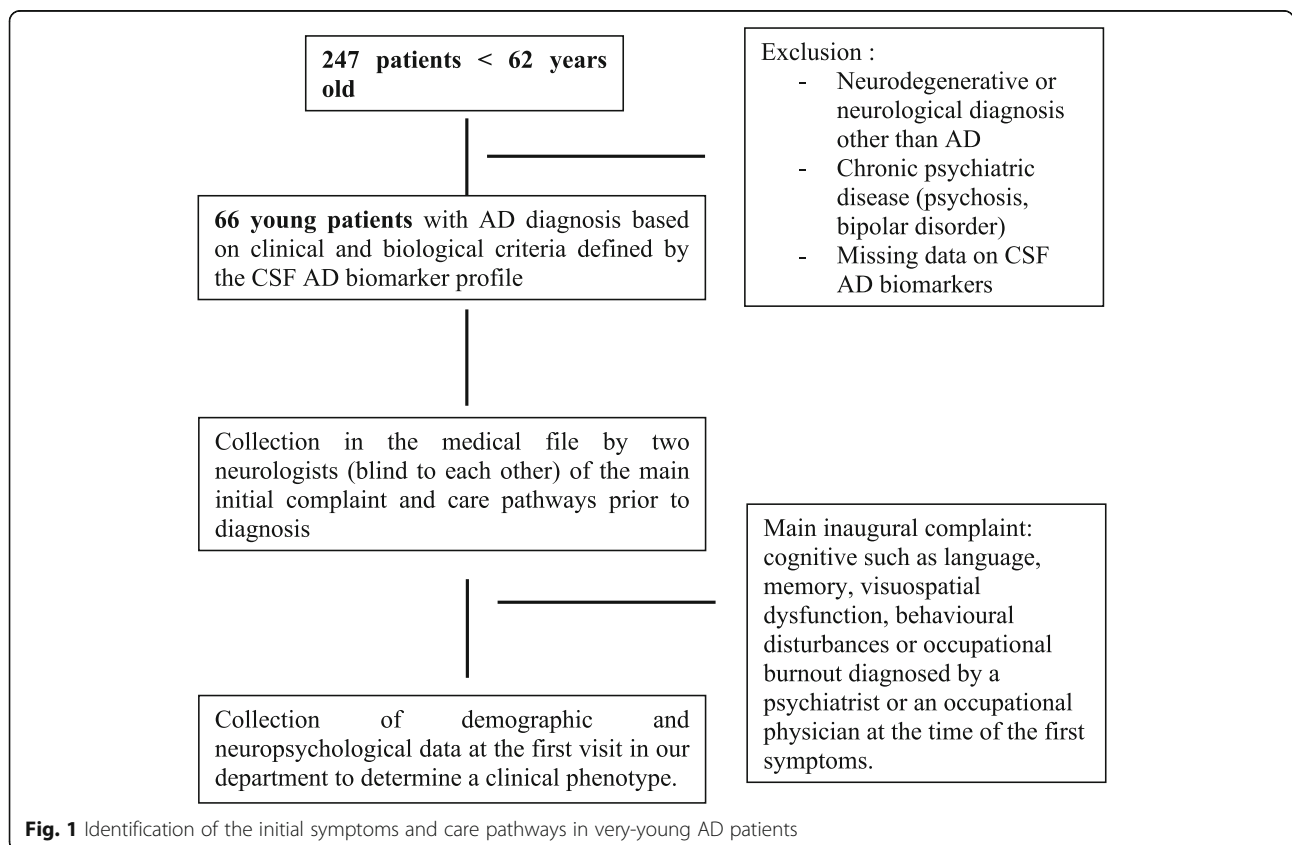 247 patients < 62 years
old
Exclusion :
- Neurodegenerative or
neurological diagnosis
other than AD
- Chronic psychiatric
disease (psychosis,
bipolar disorder)
- Missing data on CSF
AD biomarkers
66 young patients with AD diagnosis based
on clinical and biological criteria defined by
the CSF AD biomarker profile
Collection in the medical file by two
neurologists (blind to each other) of the main
initial complaint and care pathways prior to
diagnosis
Main inaugural complaint:
cognitive such as language,
memory, visuospatial
dysfunction, behavioural
disturbances or occupational
burnout diagnosed by a
psychiatrist or an occupational
physician at the time of the first
symptoms.
Collection of demographic and
neuropsychological data at the first visit in our
department to determine a clinical phenotype.
Fig. 1 Identification of the initial symptoms and care pathways in very-young AD patients